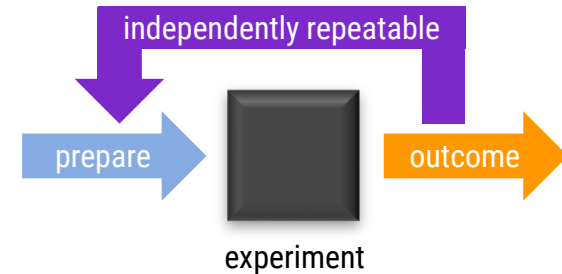 independently repeatable
prepare
outcome
experiment